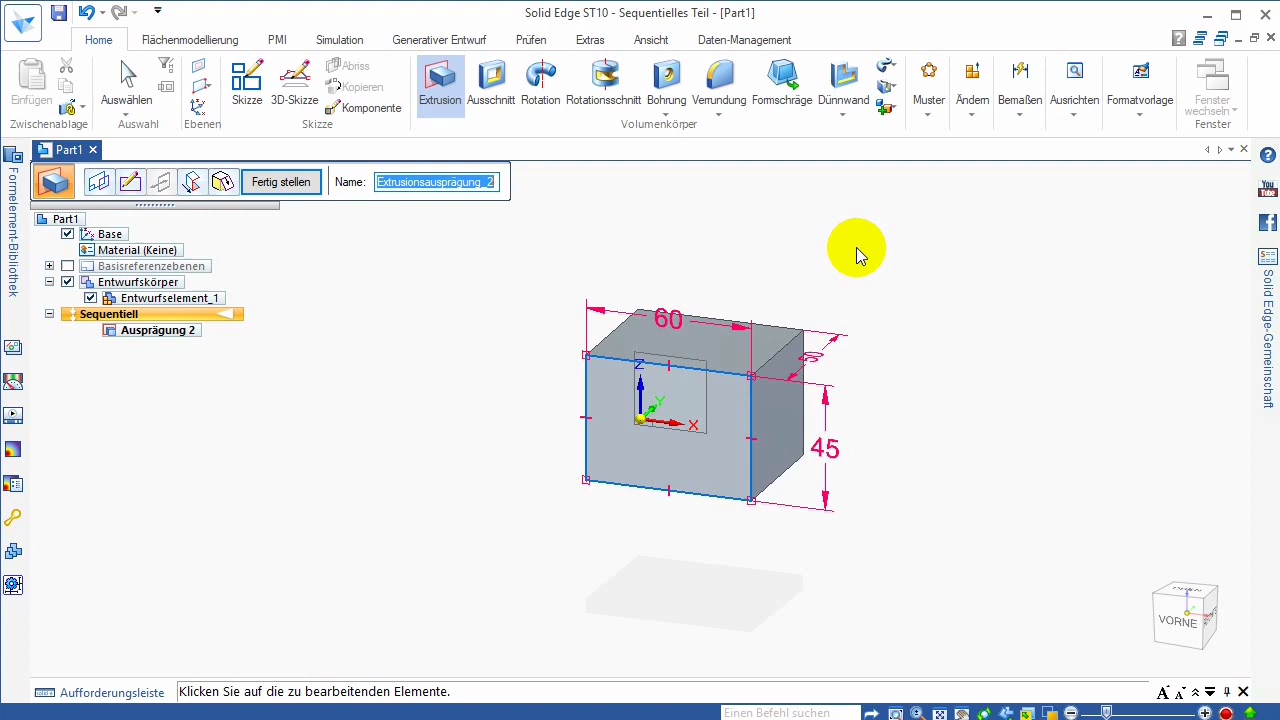 Solid Edge ST10 - Sequentielles Teil - [Part1]
Home Flächenmodellierung PMI Simulation Generativer Entwurf Prüfen Extras Ansicht Daten-Management
Einfügen
Zwischenablage
Auswählen
Auswahl
Ebenen
Skizze 3D-Skizze
Abriss
Kopieren
Komponente
Skizze
Extrusion Ausschnitt Rotation Rotationsschnitt Bohrung Verrundung Formschräge Dünnwand
Volumenkörper
Muster Ändern Bemaßen Ausrichten Formatvorlage
Fenster wechseln
Fenster
Part1
Fertig stellen Name: Extrusionsausprägung_2
Part1
Base
Material (Keine)
Basisreferenzebenen
Entwurfskörper
Entwurfselement_1
Sequentiell
Ausprägung 2
Formelement-Bibliothek
You Tube
Solid Edge-Gemeinschaft
60
50
45
Z
Y
X
VORNE
Aufforderungsliste Klicken Sie auf die zu bearbeitenden Elemente.
Einen Befehl suchen